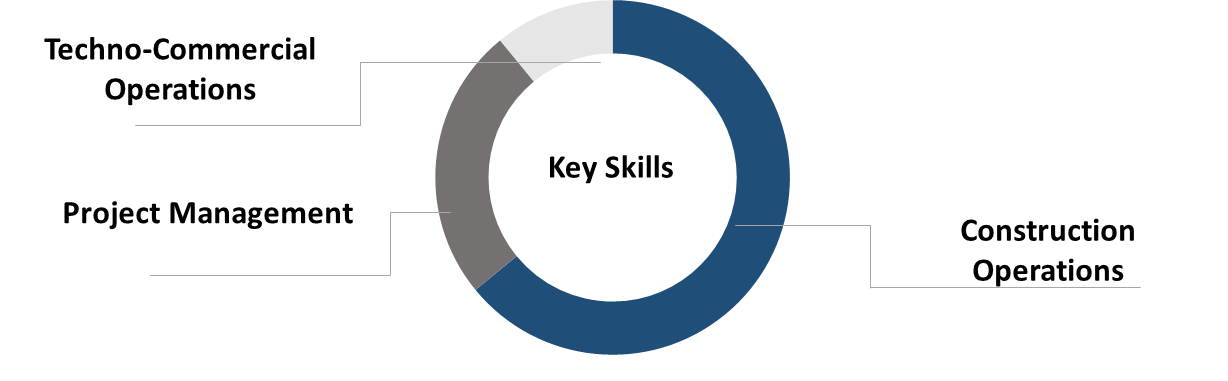 Techno-Commercial
Operations
Key Skills
Project Management
Construction
Operations